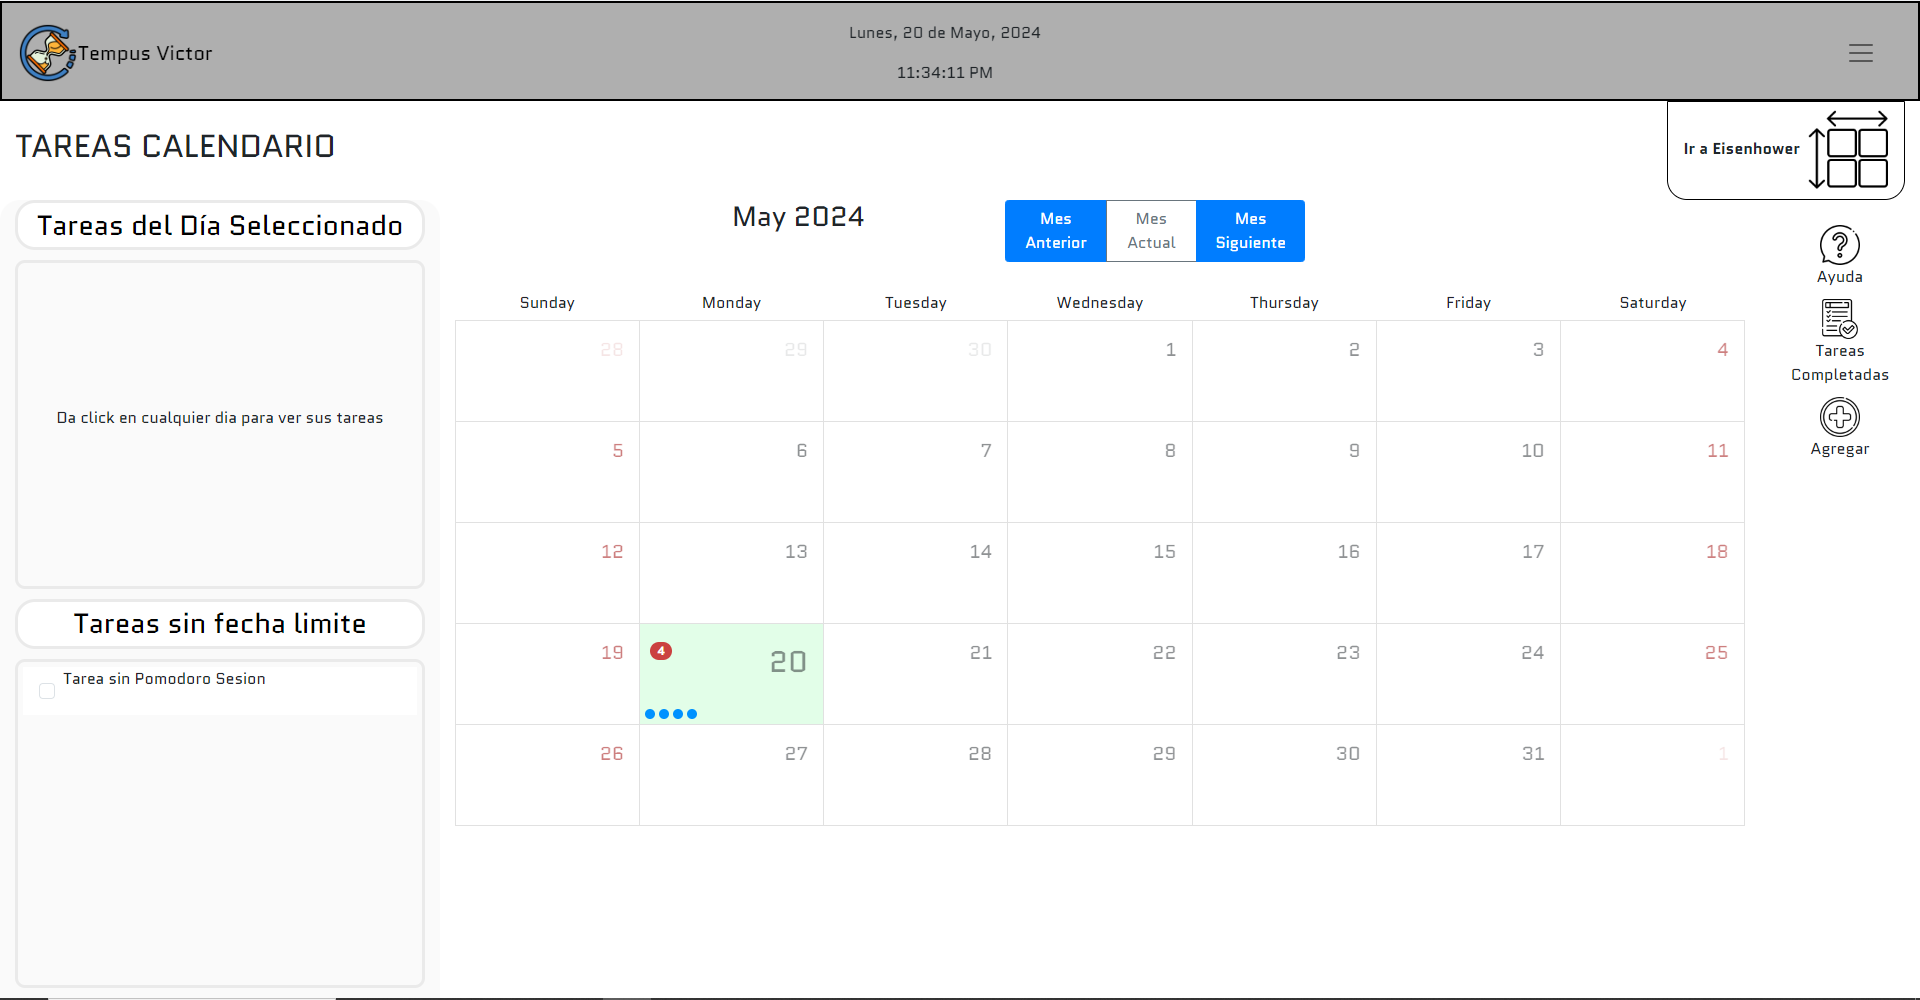 Tempus Victor
Lunes, 20 de Mayo, 2024
11:34:11 PM
TAREAS CALENDARIO
Ir a Eisenhower
Tareas del Día Seleccionado
Da click en cualquier dia para ver sus tareas
Tareas sin fecha limite
Tarea sin Pomodoro Sesion
May 2024
Mes Anterior
Mes Actual
Mes Siguiente
Sunday Monday Tuesday Wednesday Thursday Friday Saturday
28 29 30 1 2 3 4
5 6 7 8 9 10 11
12 13 14 15 16 17 18
19 4 20 21 22 23 24 25
26 27 28 29 30 31 1
Ayuda
Tareas
Completadas
Agregar